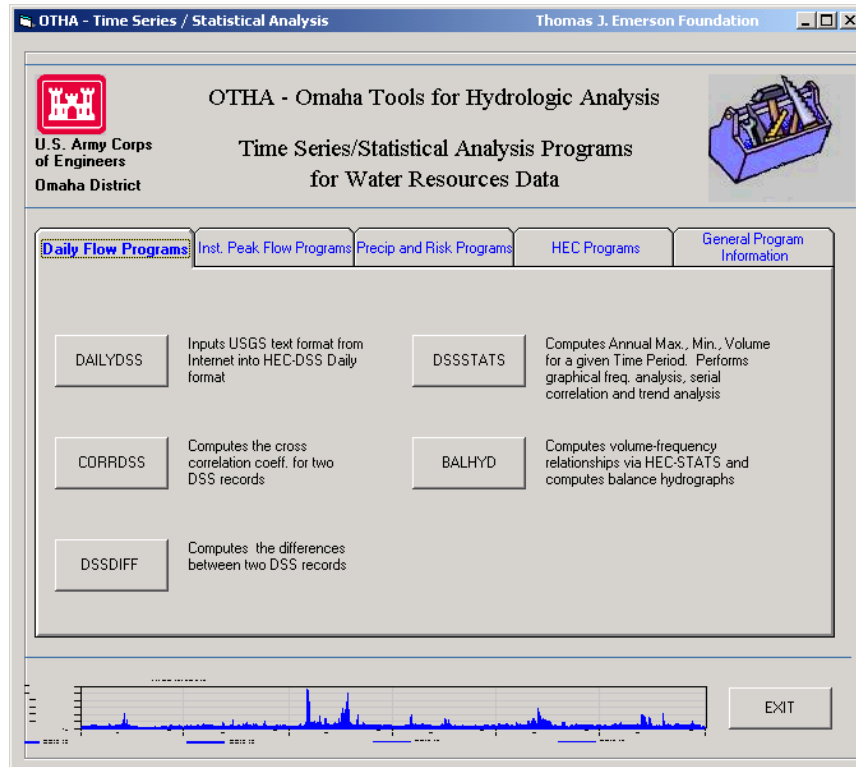 OTHA - Time Series / Statistical Analysis Thomas J. Emerson Foundation
U.S. Army Corps
of Engineers
Omaha District
OTHA - Omaha Tools for Hydrologic Analysis
Time Series/Statistical Analysis Programs
for Water Resources Data
Daily Flow Programs
Inst. Peak Flow Programs
Precip and Risk Programs
HEC Programs
General Program
Information
DAILYDSS
Inputs USGS text format from
Internet into HEC-DSS Daily
format
DSSSTATS
Computes Annual Max., Min., Volume
for a given Time Period. Performs
graphical freq. analysis, serial
correlation and trend analysis
CORRDSS
Computes the cross
correlation coeff. for two
DSS records
BALHYD
Computes volume-frequency
relationships via HEC-STATS and
computes balance hydrographs
DSSDIFF
Computes the differences
between two DSS records
EXIT